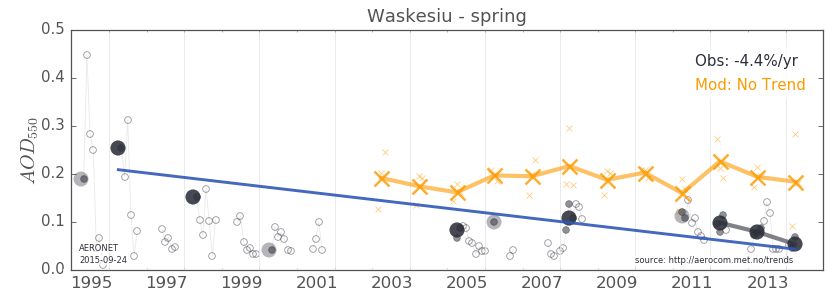 Waskesiu - spring
0.5
0.4
0.3
0.2
0.1
0.0
AOD550
Obs: -4.4%/yr
Mod: No Trend
AERONET
2015-09-24
source: http://aerocom.met.no/trends
1995 1997 1999 2001 2003 2005 2007 2009 2011 2013